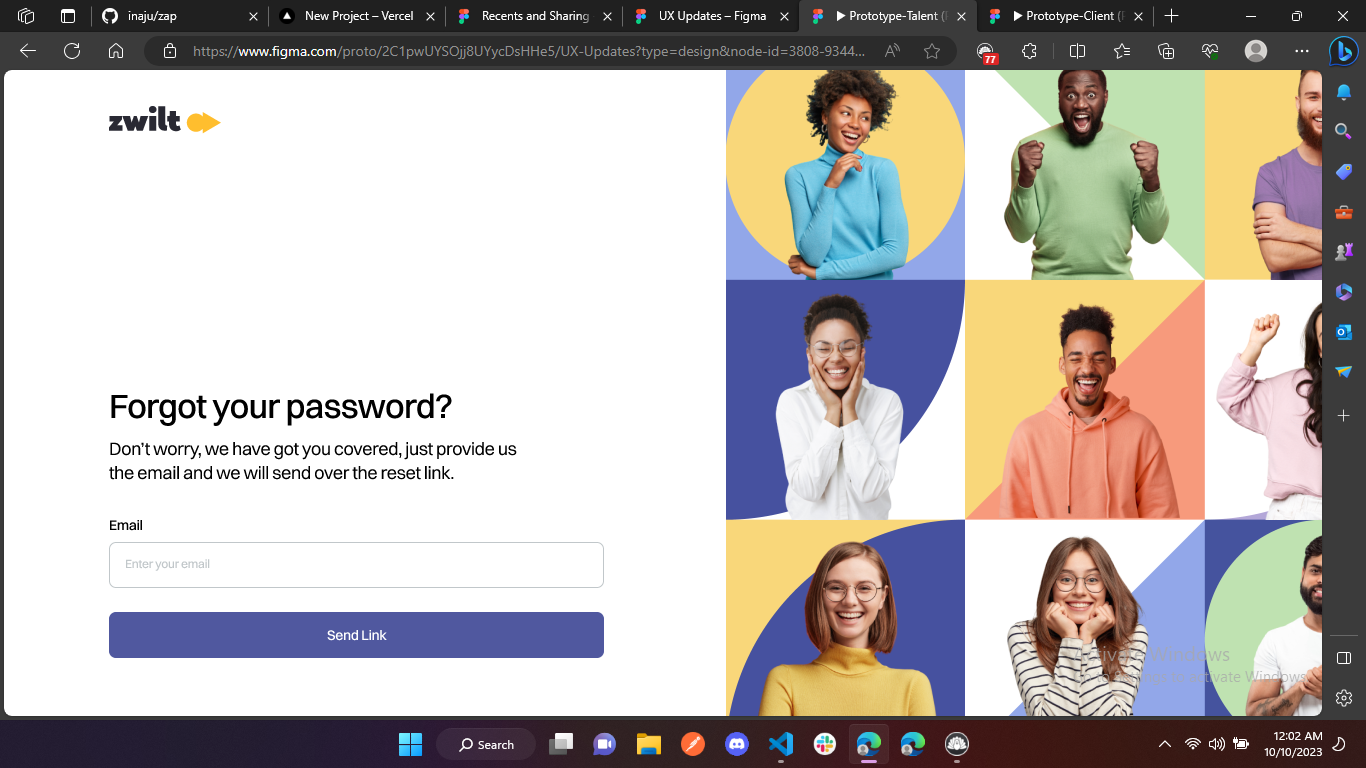 inaju/zap
New Project – Vercel
Recents and Sharing
UX Updates – Figma
Prototype-Talent (
Prototype-Client (
https://www.figma.com/proto/2C1pwUYSOjj8UYycDsHHe5/UX-Updates?type=design&node-id=3808-9344...
77
zwilt
Forgot your password?
Don't worry, we have got you covered, just provide us
the email and we will send over the reset link.
Email
Enter your email
Send Link
Activate Windows
Go to Settings to activate Windows.
Search
12:02 AM
10/10/2023